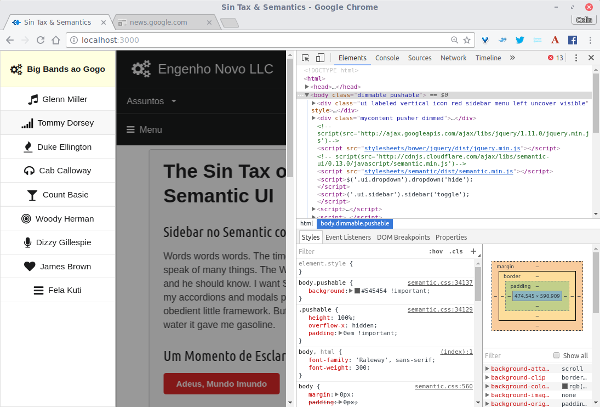 Sin Tax & Semantics - Google Chrome
Sin Tax & Semantics
news.google.com
localhost:3000
Big Bands ao Gogo
Glenn Miller
Tommy Dorsey
Duke Ellington
Cab Calloway
Count Basie
Woody Herman
Dizzy Gillespie
James Brown
Fela Kuti
Engenho Novo LLC
Assuntos
Menu
The Sin Tax o
Semantic UI
Sidebar no Semantic co
Words words words. The time
speak of many things. The W
and he should know. I want S
my accordions and modals p
obedient little framework. Bu
water it gave me gasoline.
Um Momento de Esclar
Adeus, Mundo Imundo
Elements Console Sources Network Timeline » 13
<!DOCTYPE html>
<html>
<head>…</head>
<body class="dimmable pushable"> == $0
<div class="ui labeled vertical icon red sidebar menu left uncover visible"
style>…</div>
<div class="mycontent pusher dimmed">…</div>
<!
script(src='http://ajax.googleapis.com/ajax/libs/jquery/1.11.0/jquery.min.j
s')-->
<script src="stylesheets/bower/jquery/dist/jquery.min.js"></script>
<!-- script(src='http://cdnjs.cloudflare.com/ajax/libs/semantic-
ui/0.13.0/javascript/semantic.min.js')-->
<script src="stylesheets/semantic/dist/semantic.min.js"></script>
<script>$('.ui.dropdown').dropdown('hide');
</script>
<script>$('.ui.sidebar').sidebar('toggle');
</script>
<script>…</script>
<script>…</script>
html body.dimmable.pushable
Styles Event Listeners DOM Breakpoints Properties
Filter :hov .cls +
element.style {
}
body.pushable { semantic.css:34137
background: #545454 !important;
}
.pushable { semantic.css:34129
height: 100%;
overflow-x: hidden;
padding: 0em !important;
}
body, html { (index):1
font-family: 'Raleway', sans-serif;
font-weight: 300;
}
body { semantic.css:560
margin: 0px;
padding: 0px;
margin
border
padding
474.545 × 590.909
Filter Show all
background-atta… scroll
background-clip border…
background-colo… rgb(…
background-imag… none
background-orig… paddin…